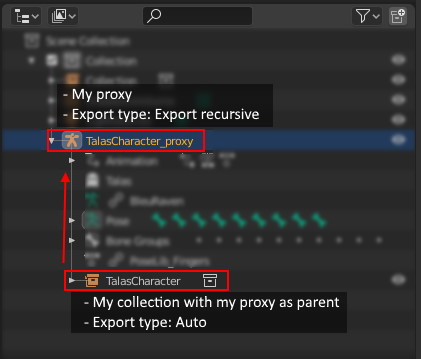 Scene Collection
Collection
Collection
- My proxy
- Export type: Export recursive
TalasCharacter_proxy
Animation
Talas
BleuRaven
Pose
Bone Groups
PoseLib_Fingers
TalasCharacter
- My collection with my proxy as parent
- Export type: Auto